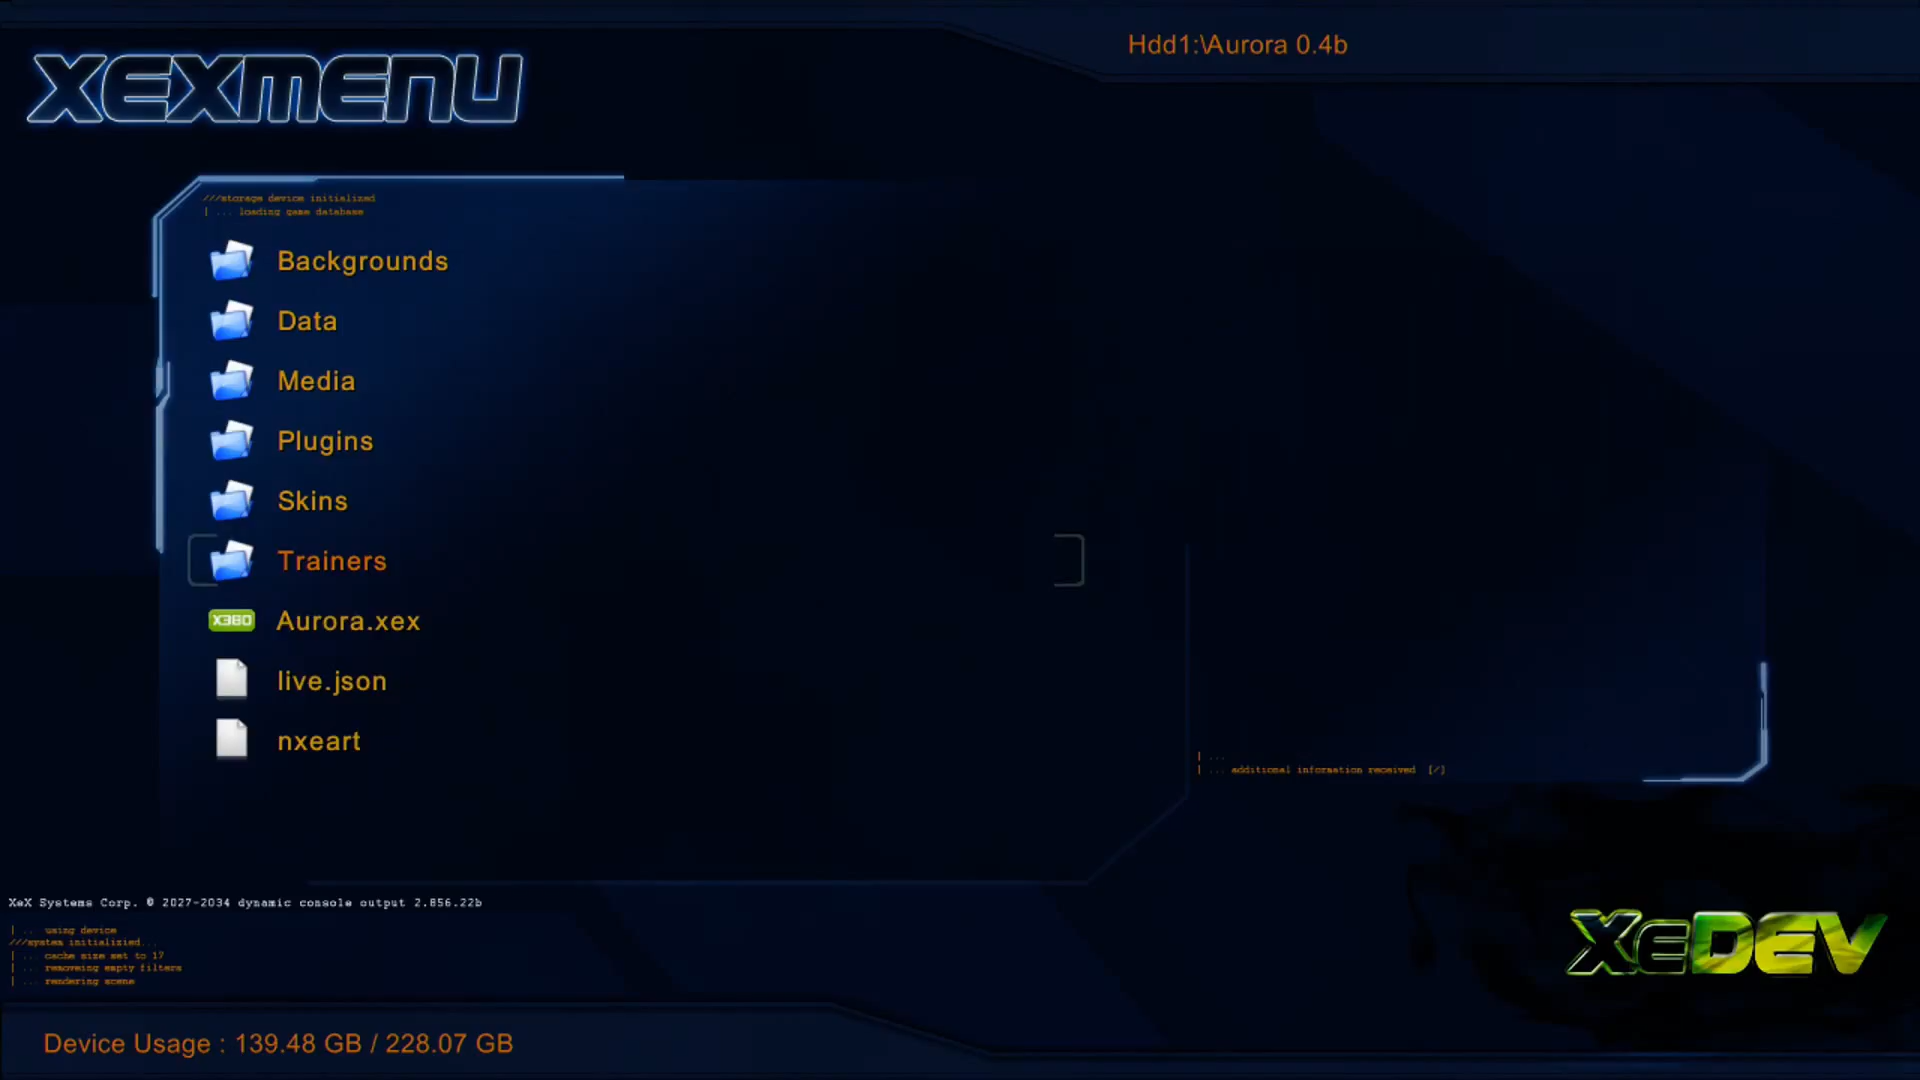 XEXMENU
Hdd1:\Aurora 0.4b
///storage device initialized
| ... loading game database
Backgrounds
Data
Media
Plugins
Skins
Trainers
X360 Aurora.xex
live.json
nxeart
| ...
| ... additional information received [/]
XeX Systems Corp. © 2027-2034 dynamic console output 2.856.22b
| .. using device
///system initializied...
| ... cache size set to 17
| .. removeing empty filters
| ... rendering scene
XeDEV
Device Usage : 139.48 GB / 228.07 GB